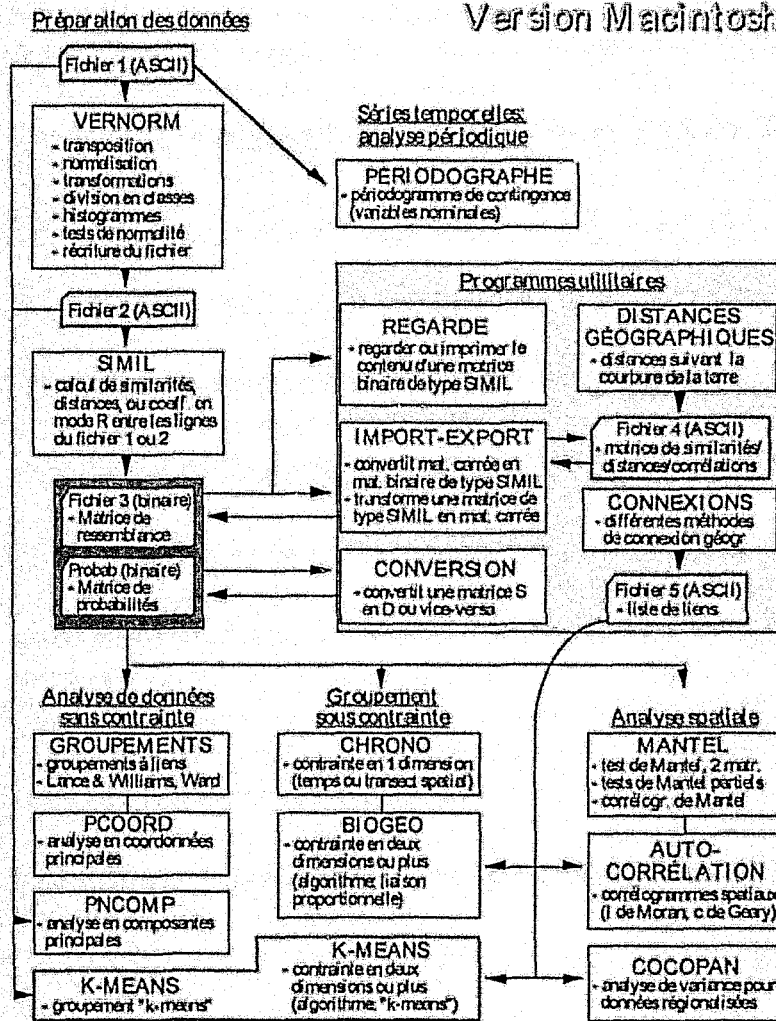 Version Macintosh
Préparation des données
Fichier 1 (ASCII)
VERNORM
- transposition
- normalisation
- transformations
- division en classes
- histogrammes
- tests de normalité
- récriture du fichier
Séries temporelles:
analyse périodique
PÉRIODOGRAPHE
- périodogramme de contingence
(variables nominales)
Fichier 2 (ASCII)
SIMIL
- calcul de similarités,
distances, ou coeff. en
mode R entre les lignes
du fichier 1 ou 2
Fichier 3 (binaire)
- Matrice de
ressemblance
Probab (binaire)
- Matrice de
probabilités
Programmes utilitaires
REGARDE
- regarder ou imprimer le
contenu d'une matrice
binaire de type SIMIL
IMPORT-EXPORT
- convertit mat. carrée en
mat. binaire de type SIMIL
- transforme une matrice de
type SIMIL en mat. carrée
CONVERSION
- convertit une matrice S
en D ou vice-versa
DISTANCES
GÉOGRAPHIQUES
- distances suivant la
courbure de la terre
Fichier 4 (ASCII)
- matrice de similarités/
distances/corrélations
CONNEXIONS
- différentes méthodes
de connexion géogr.
Fichier 5 (ASCII)
- liste de liens
Analyse de données
sans contrainte
GROUPEMENTS
- groupements à liens
- Lance & Williams, Ward
PCOORD
- analyse en coordonnées
principales
PNCOMP
- analyse en composantes
principales
K-MEANS
- groupement "k-means"
Groupement
sous contrainte
CHRONO
- contrainte en 1 dimension
(temps ou transect spatial)
BIOGEO
- contrainte en deux
dimensions ou plus
(algorithme: liaison
proportionnelle)
K-MEANS
- contrainte en deux
dimensions ou plus
(algorithme: "k-means")
Analyse spatiale
MANTEL
- test de Mantel, 2 matr.
- tests de Mantel partiels
- corrélogr. de Mantel
AUTO-
CORRÉLATION
- corrélogrammes spatiaux
(I de Moran, c de Geary)
COCOPAN
- analyse de variance pour
données régionalisées